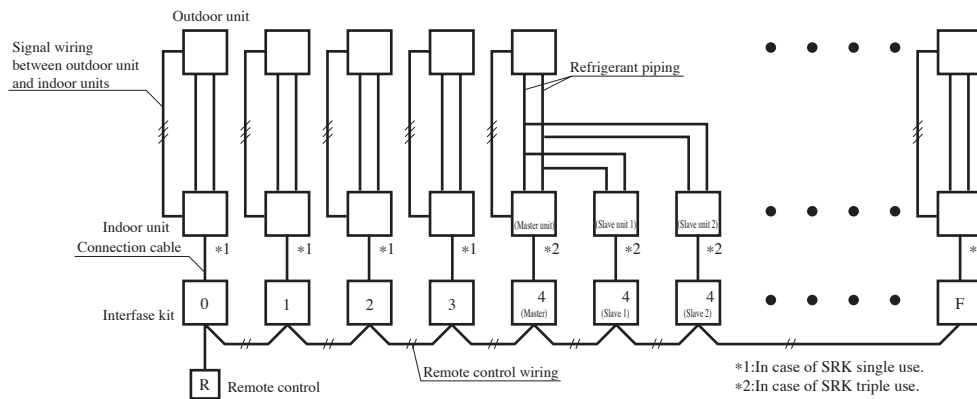 Outdoor unit
Signal wiring
between outdoor unit
and indoor units
Refrigerant piping
Indoor unit
(Master unit)
(Slave unit 1)
(Slave unit 2)
Connection cable
*1
*1
*1
*1
*2
*2
*2
*
Interfase kit
0
1
2
3
4
(Master)
4
(Slave 1)
4
(Slave 2)
F
R
Remote control
Remote control wiring
*1:In case of SRK single use.
*2:In case of SRK triple use.